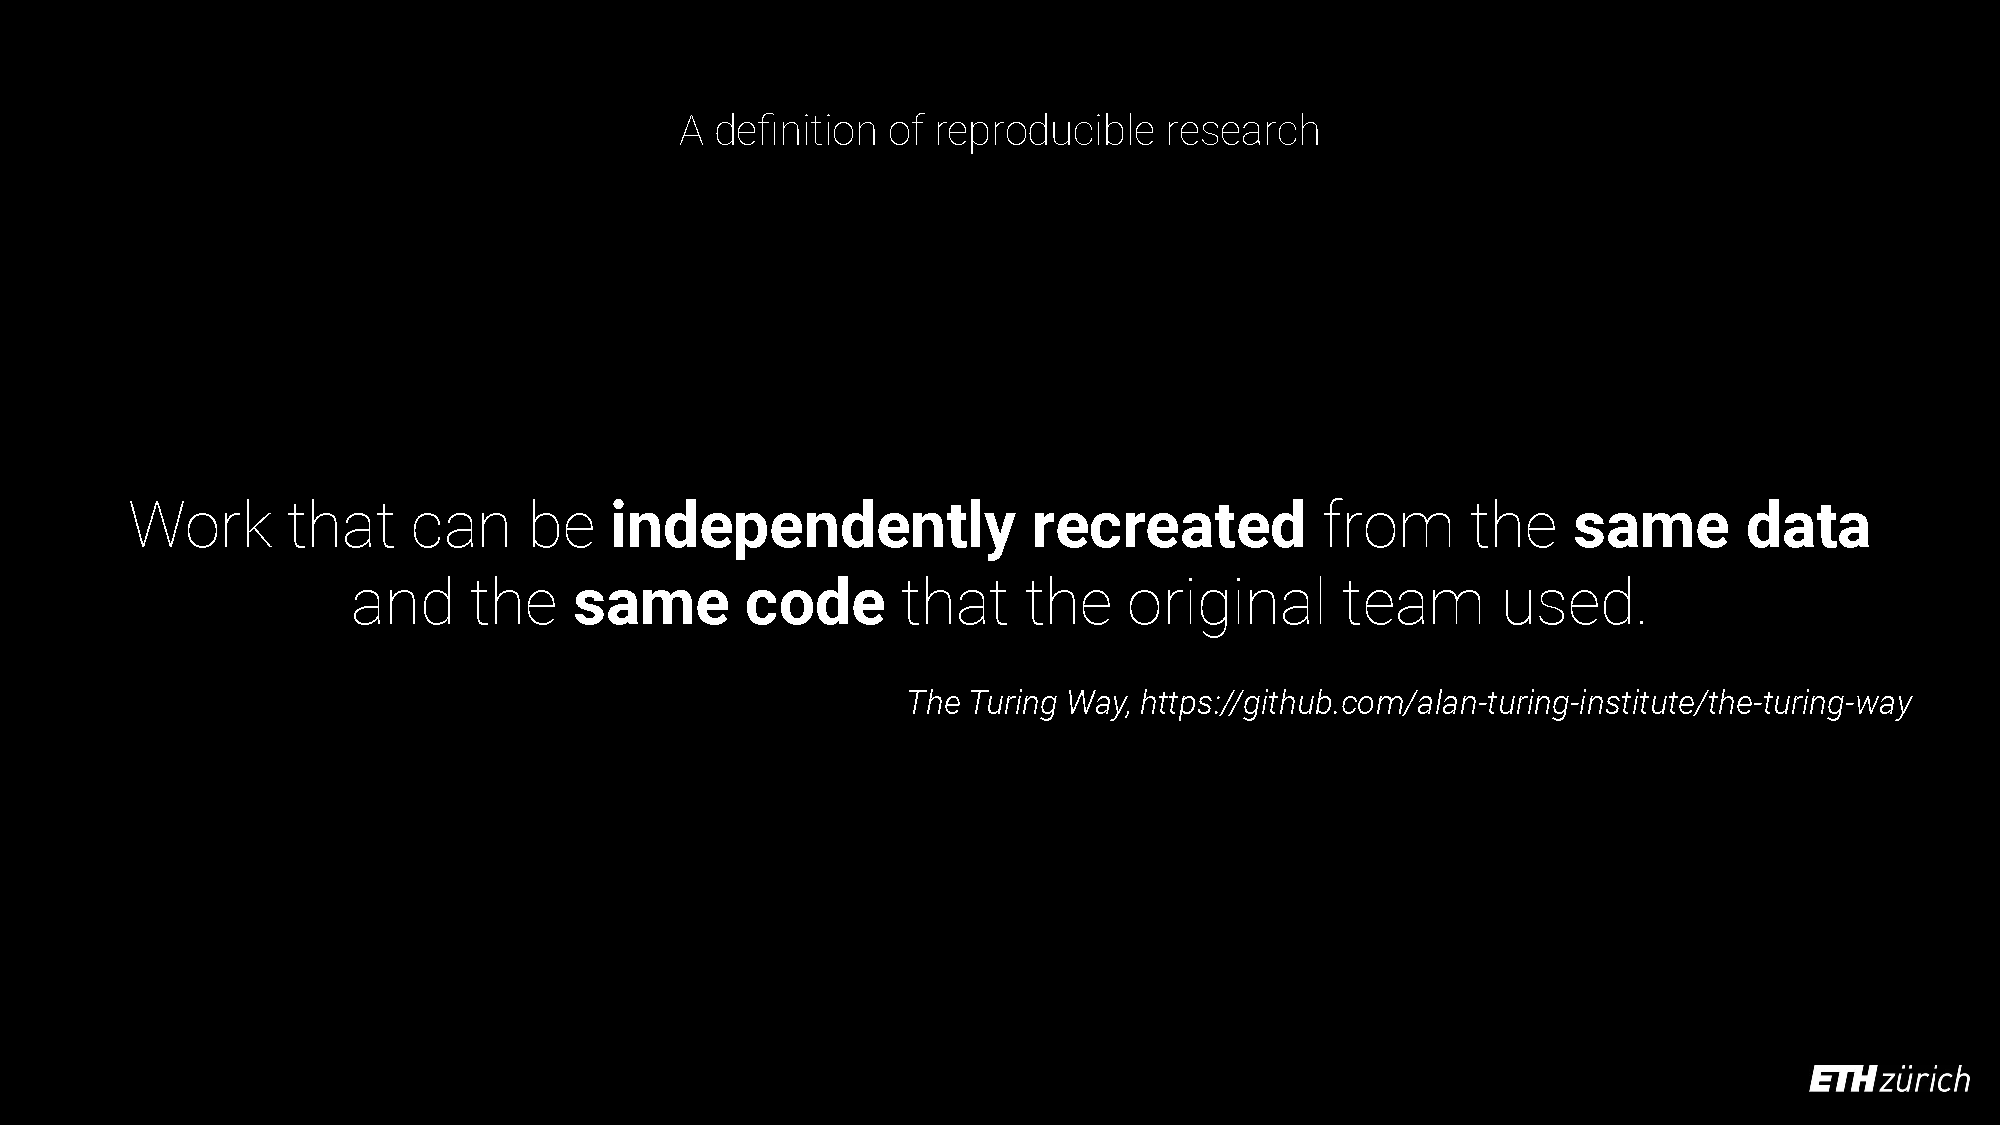 A definition of reproducible research
Work that can be independently recreated from the same data
and the same code that the original team used.
The Turing Way, https://github.com/alan-turing-institute/the-turing-way
ETH zürich